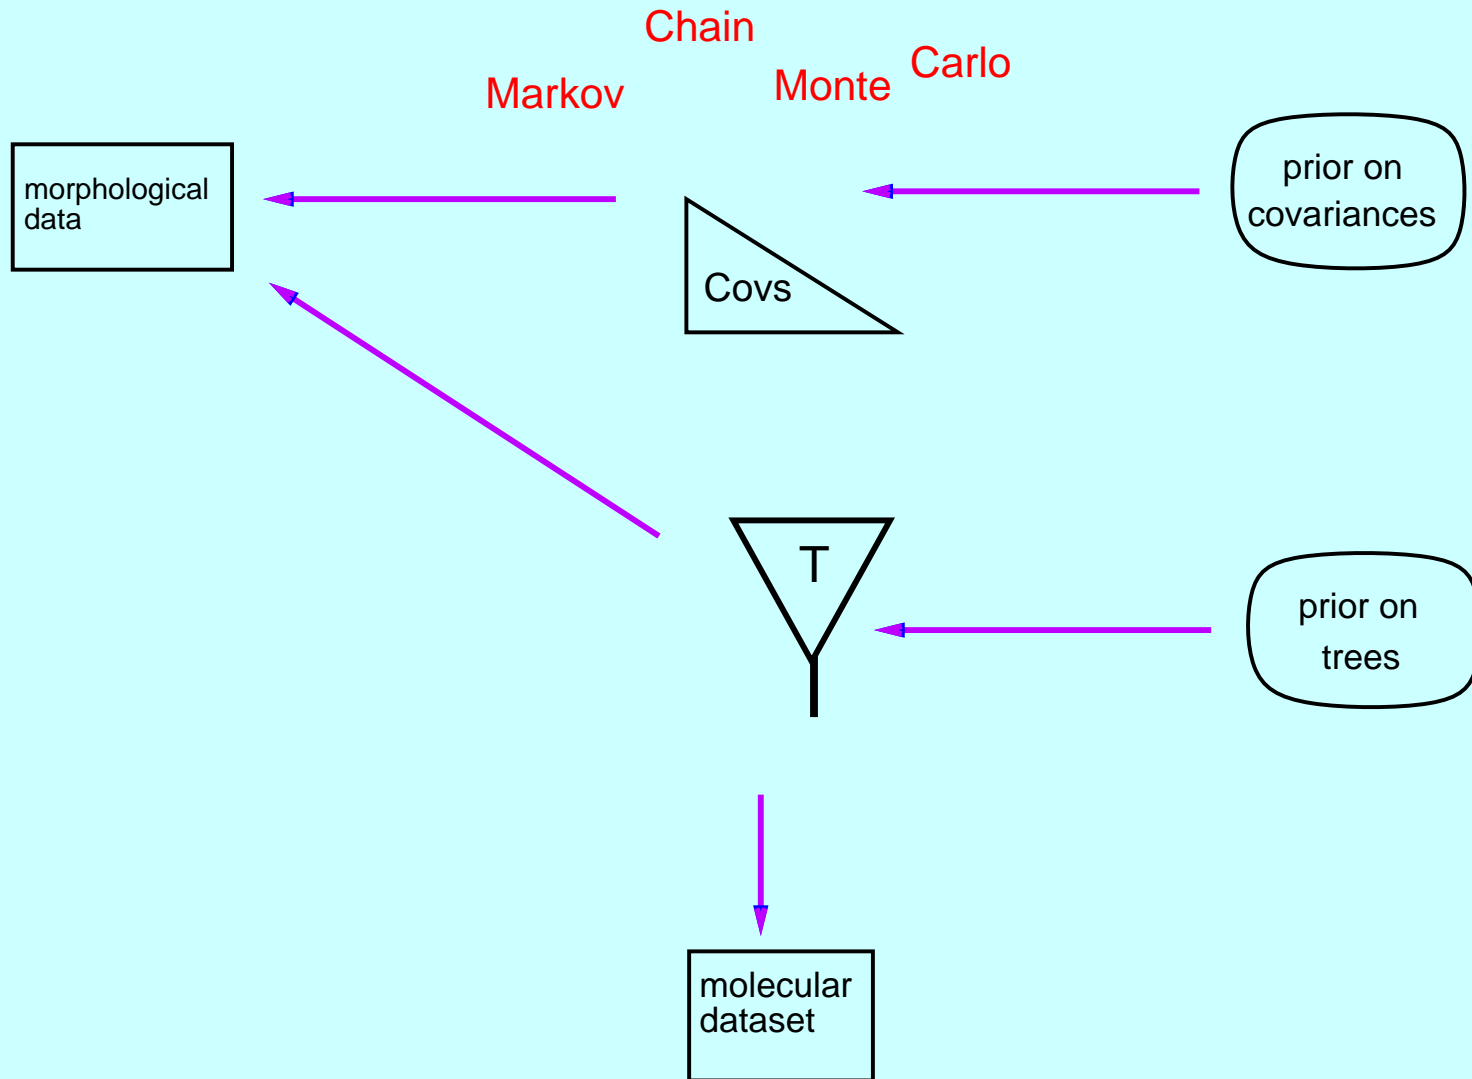 Chain
Markov
Monte
Carlo
morphological
data
Covs
prior on
covariances
T
prior on
trees
molecular
dataset